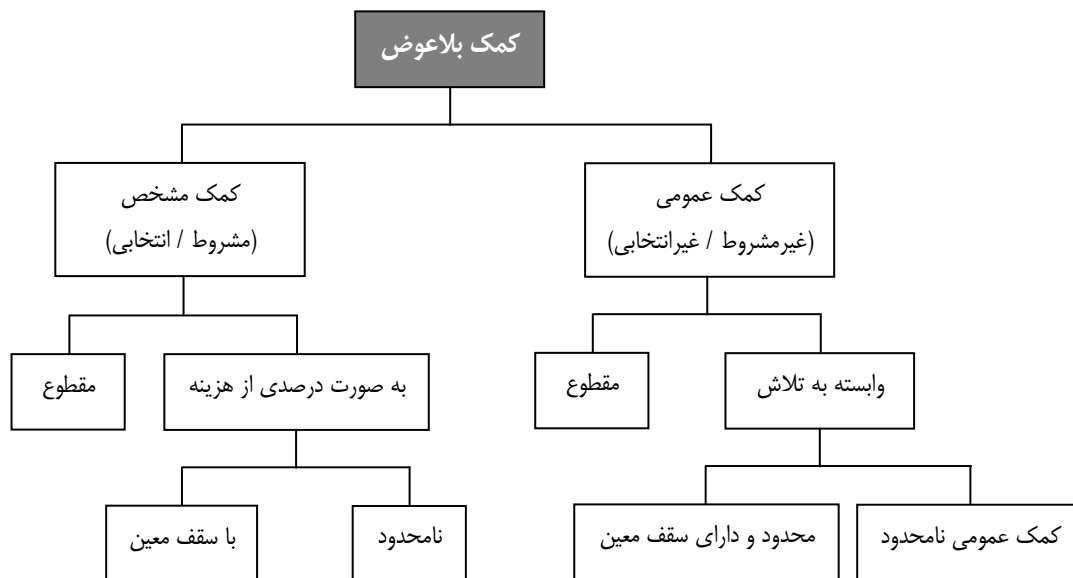 کمک بلاعوض
کمک عمومی
(غیرمشروط / غیرانتخابی)
کمک مشخص
(مشروط / انتخابی)
وابسته به تلاش
مقطوع
به صورت درصدی از هزینه
مقطوع
کمک عمومی نامحدود
محدود و دارای سقف معین
نامحدود
با سقف معین